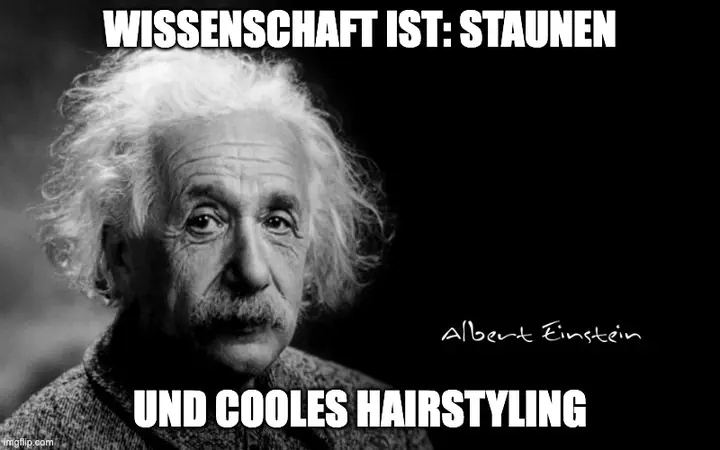 WISSENSCHAFT IST: STAUNEN
Albert Einstein
UND COOLES HAIRSTYLING
imgflip.com